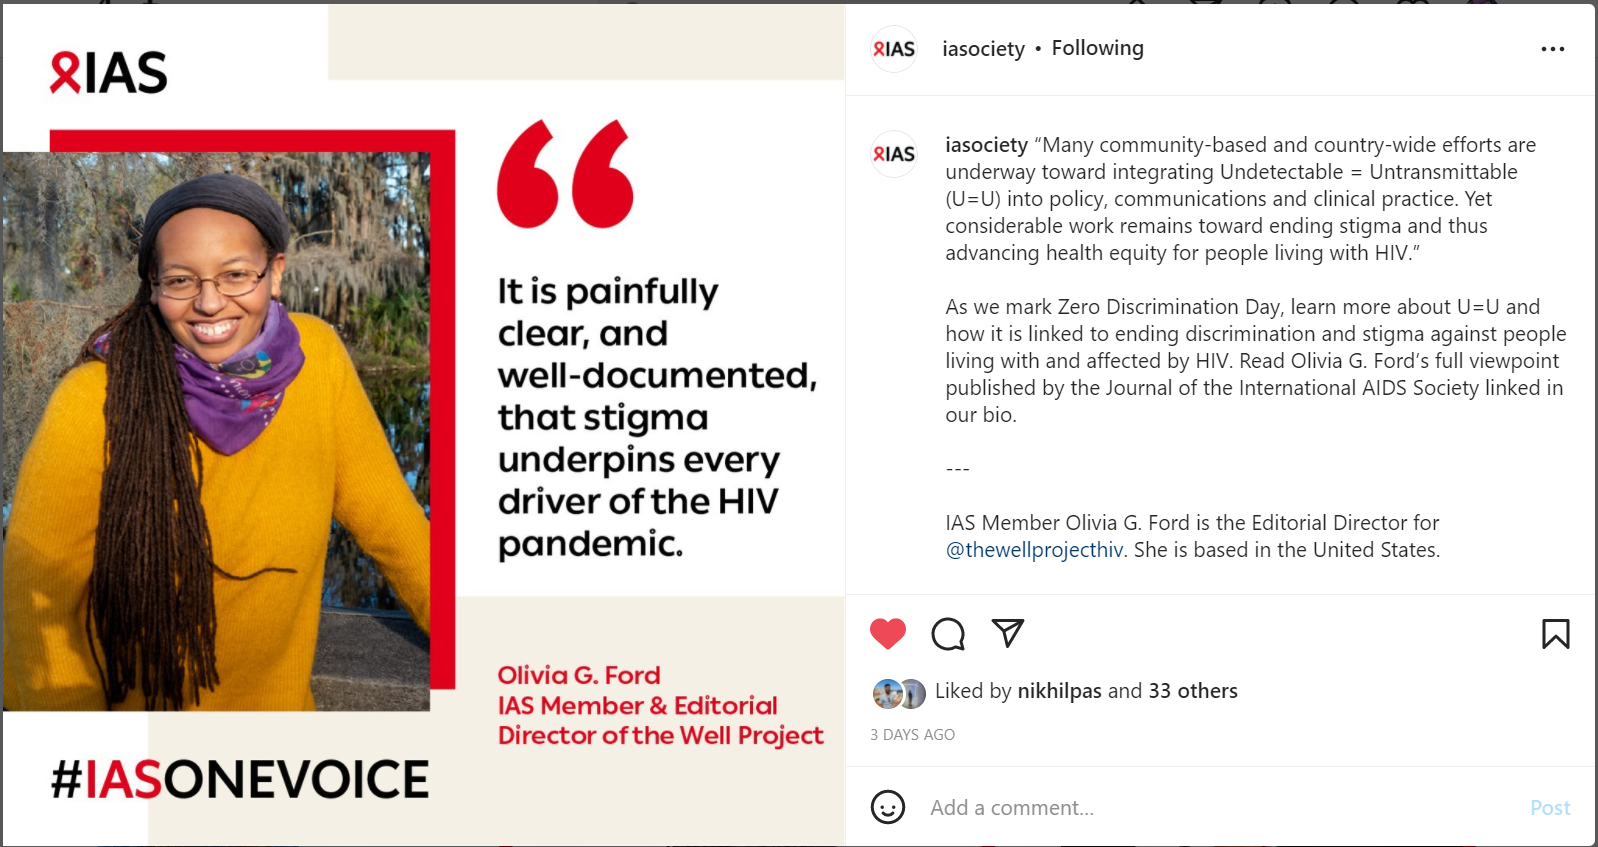 IAS
It is painfully
clear, and
well-documented,
that stigma
underpins every
driver of the HIV
pandemic.
Olivia G. Ford
IAS Member & Editorial
Director of the Well Project
#IASONEVOICE
IAS
iasociety • Following
IAS
iasociety “Many community-based and country-wide efforts are
underway toward integrating Undetectable = Untransmittable
(U=U) into policy, communications and clinical practice. Yet
considerable work remains toward ending stigma and thus
advancing health equity for people living with HIV.”
As we mark Zero Discrimination Day, learn more about U=U and
how it is linked to ending discrimination and stigma against people
living with and affected by HIV. Read Olivia G. Ford’s full viewpoint
published by the Journal of the International AIDS Society linked in
our bio.
---
IAS Member Olivia G. Ford is the Editorial Director for
@thewellprojecthiv. She is based in the United States.
Liked by nikhilpas and 33 others
3 DAYS AGO
Add a comment...
Post